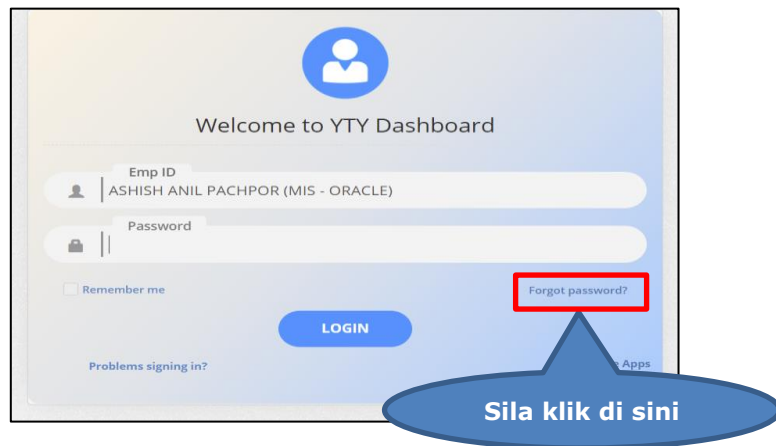 Welcome to YTY Dashboard
Emp ID
ASHISH ANIL PACHPOR (MIS - ORACLE)
Password
Remember me
Forgot password?
LOGIN
Problems signing in?
Apps
Sila klik di sini